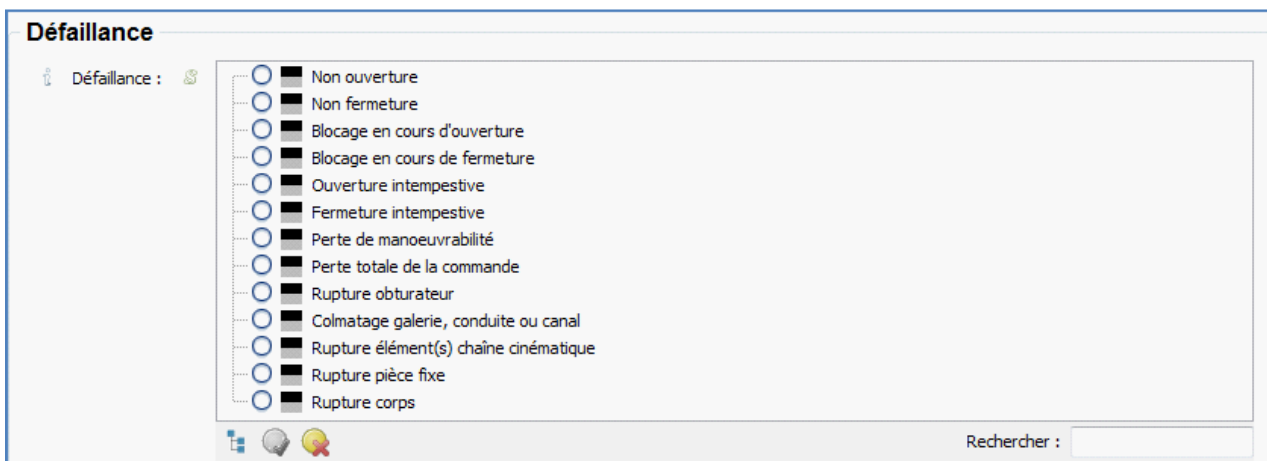 Défaillance
Défaillance :
Non ouverture
Non fermeture
Blocage en cours d'ouverture
Blocage en cours de fermeture
Ouverture intempestive
Fermeture intempestive
Perte de manoeuvrabilité
Perte totale de la commande
Rupture obturateur
Colmatage galerie, conduite ou canal
Rupture élément(s) chaîne cinématique
Rupture pièce fixe
Rupture corps
Rechercher :